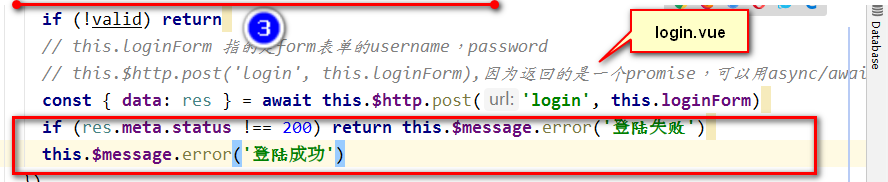 if (!valid) return
3
// this.loginForm 指的是form表单的username，password
login.vue
// this.$http.post('login', this.loginForm),因为返回的是一个promise，可以用async/awai
const { data: res } = await this.$http.post( url: 'login', this.loginForm)
if (res.meta.status !== 200) return this.$message.error('登陆失败')
this.$message.error('登陆成功')
})
Database